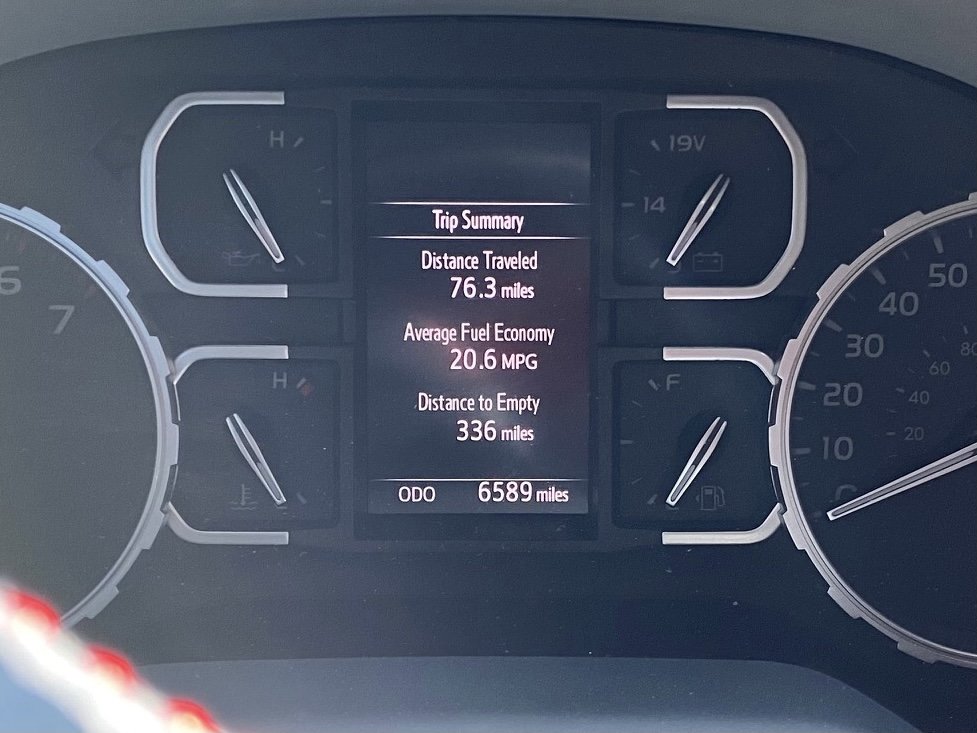 Trip Summary
Distance Traveled
76.3 miles
Average Fuel Economy
20.6 MPG
Distance to Empty
336 miles
ODO 6589 miles
H
H
19V
14
F
6
7
50
40
30
20
10
80
60
40
20